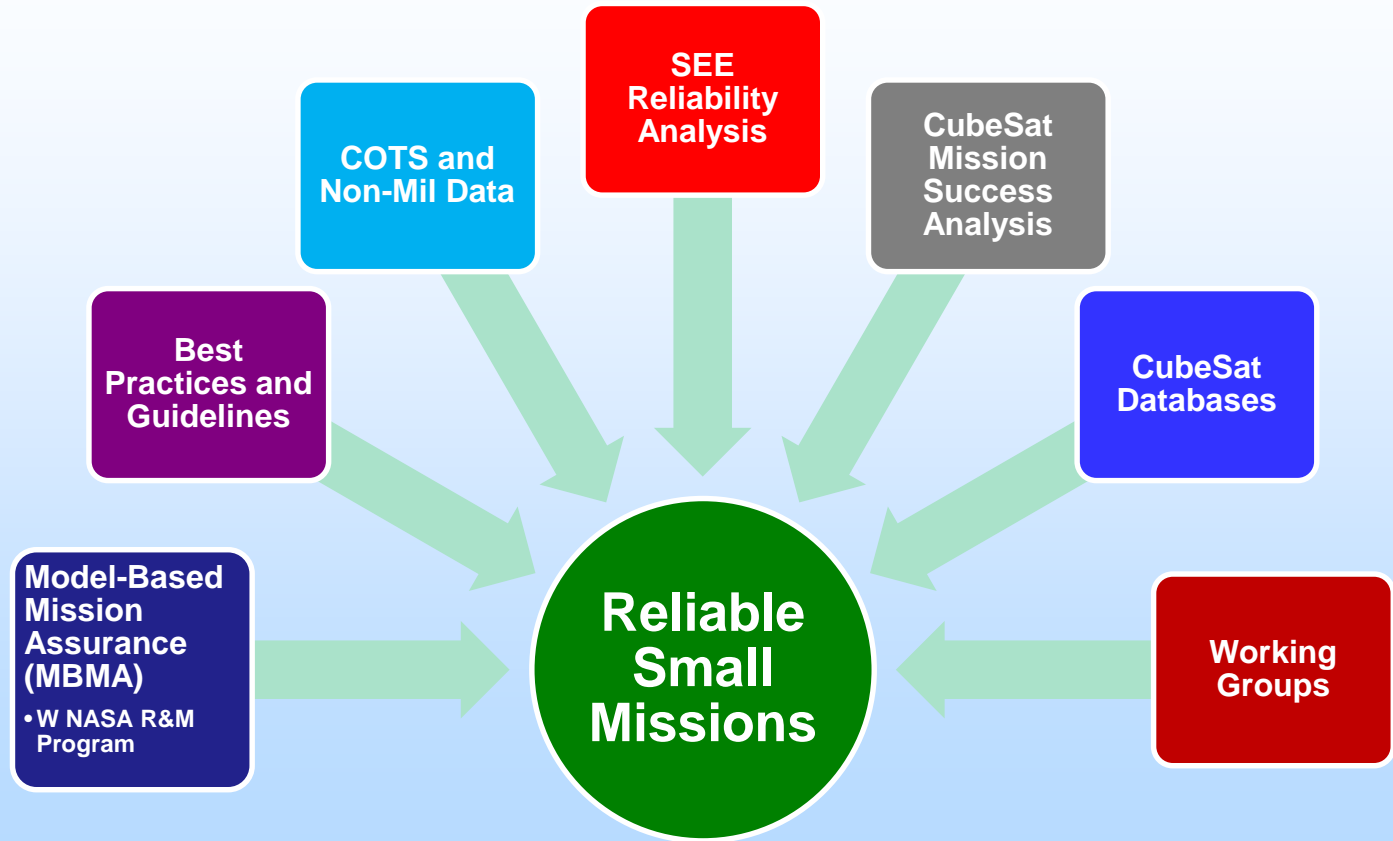 SEE
Reliability
Analysis
COTS and
Non-Mil Data
CubeSat
Mission
Success
Analysis
Best
Practices and
Guidelines
CubeSat
Databases
Model-Based
Mission
Assurance
(MBMA)
• W NASA R&M
Program
Reliable
Small
Missions
Working
Groups